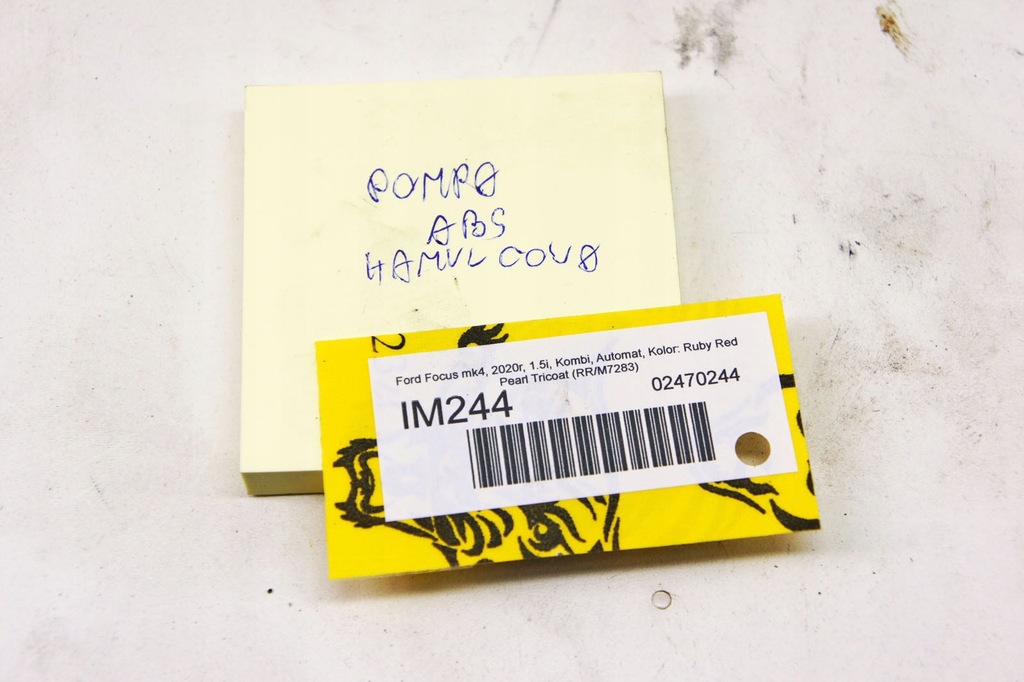 POMPA
ABS
HAMULCOWA
2
Ford Focus mk4, 2020r, 1.5i, Kombi, Automat, Kolor: Ruby Red
Pearl Tricoat (RR/M7283)
IM244
02470244